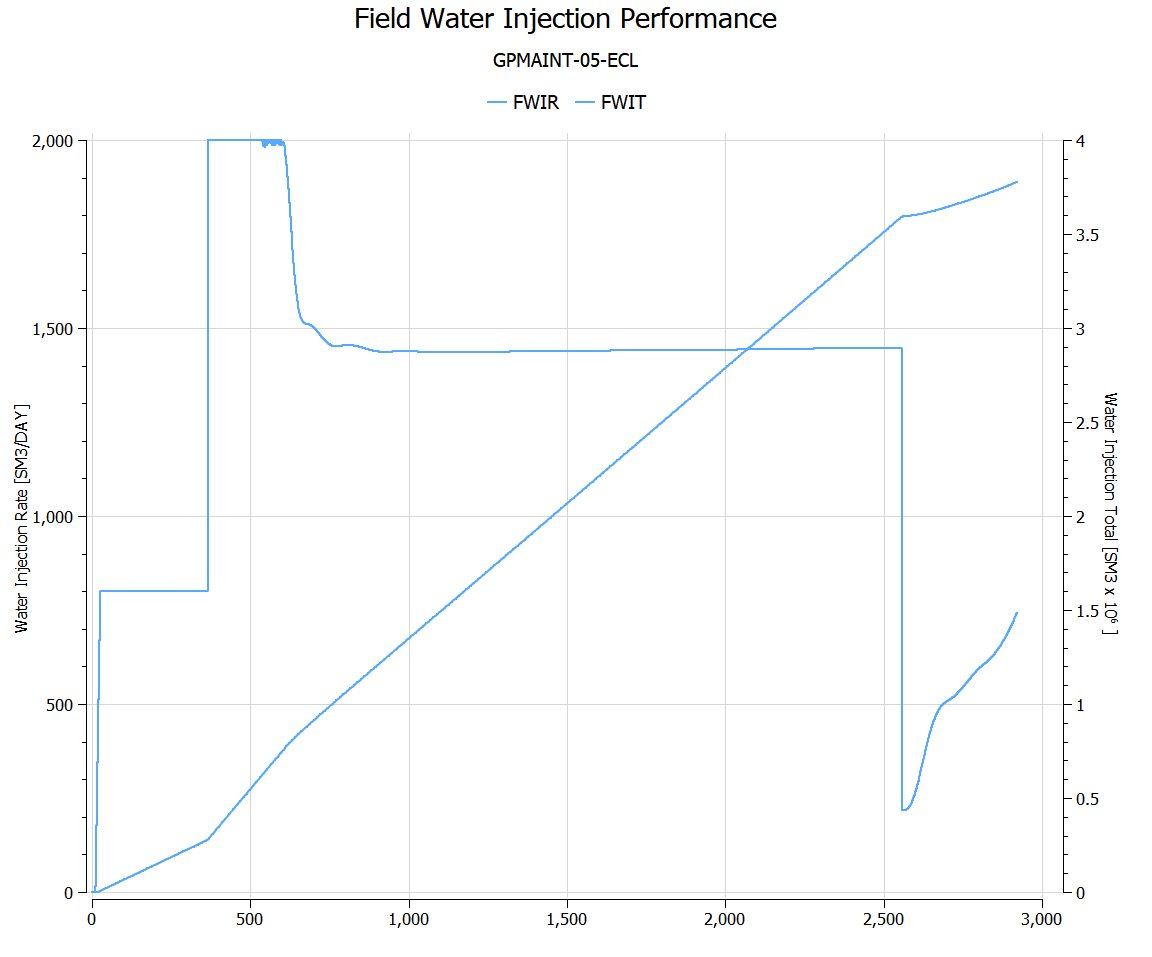 Field Water Injection Performance
GPMAINT-05-ECL
FWIR FWIT
2,000
1,500
1,000
500
0
Water Injection Rate [SM3/DAY]
4
3.5
3
2.5
2
1.5
1
0.5
0
Water Injection Total [SM3 x 10⁶ ]
0 500 1,000 1,500 2,000 2,500 3,000